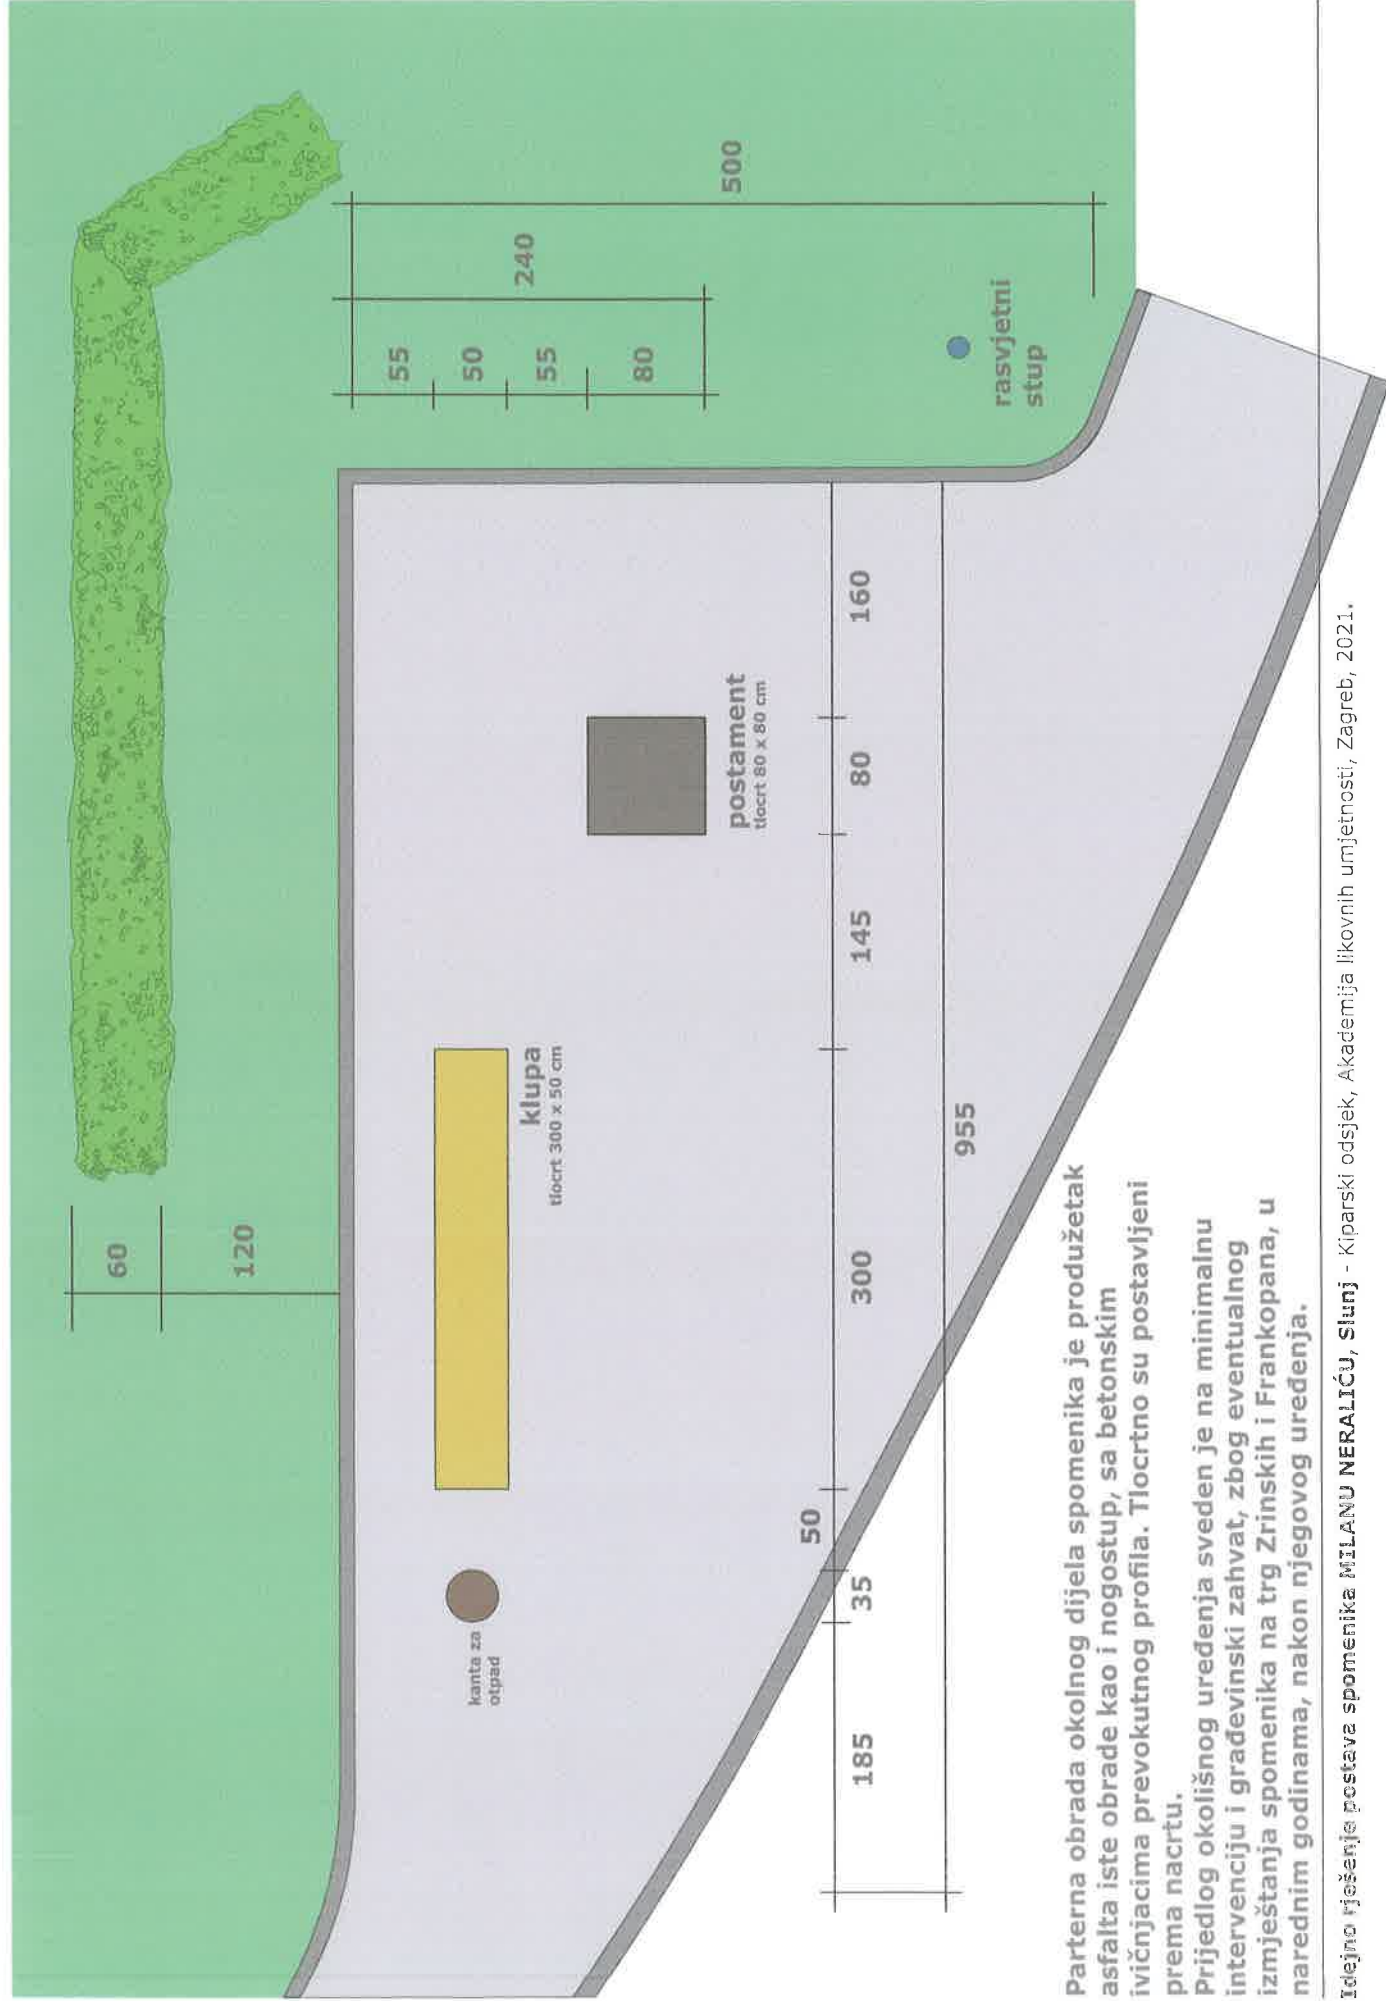 60
120
55
50
55
80
240
500
rasvjetni
stup
kanta za
otpad
klupa
tlocrt 300 x 50 cm
postament
tlocrt 80 x 80 cm
185
35
50
300
145
80
160
955
Parterna obrada okolnog dijela spomenika je produžetak
asfalta iste obrade kao i nogostup, sa betonskim
ivičnjacima prevokutnog profila. Tlocrtno su postavljeni
prema nacrtu.
Prijedlog okolišnog uređenja sveden je na minimalnu
intervenciju i građevinski zahvat, zbog eventualnog
izmještanja spomenika na trg Zrinskih i Frankopana, u
narednim godinama, nakon njegovog uređenja.
Idejno rješenje postava spomenika MILANU NERALIĆU, Slunj - Kiparski odsjek, Akademija likovnih umjetnosti, Zagreb, 2021.